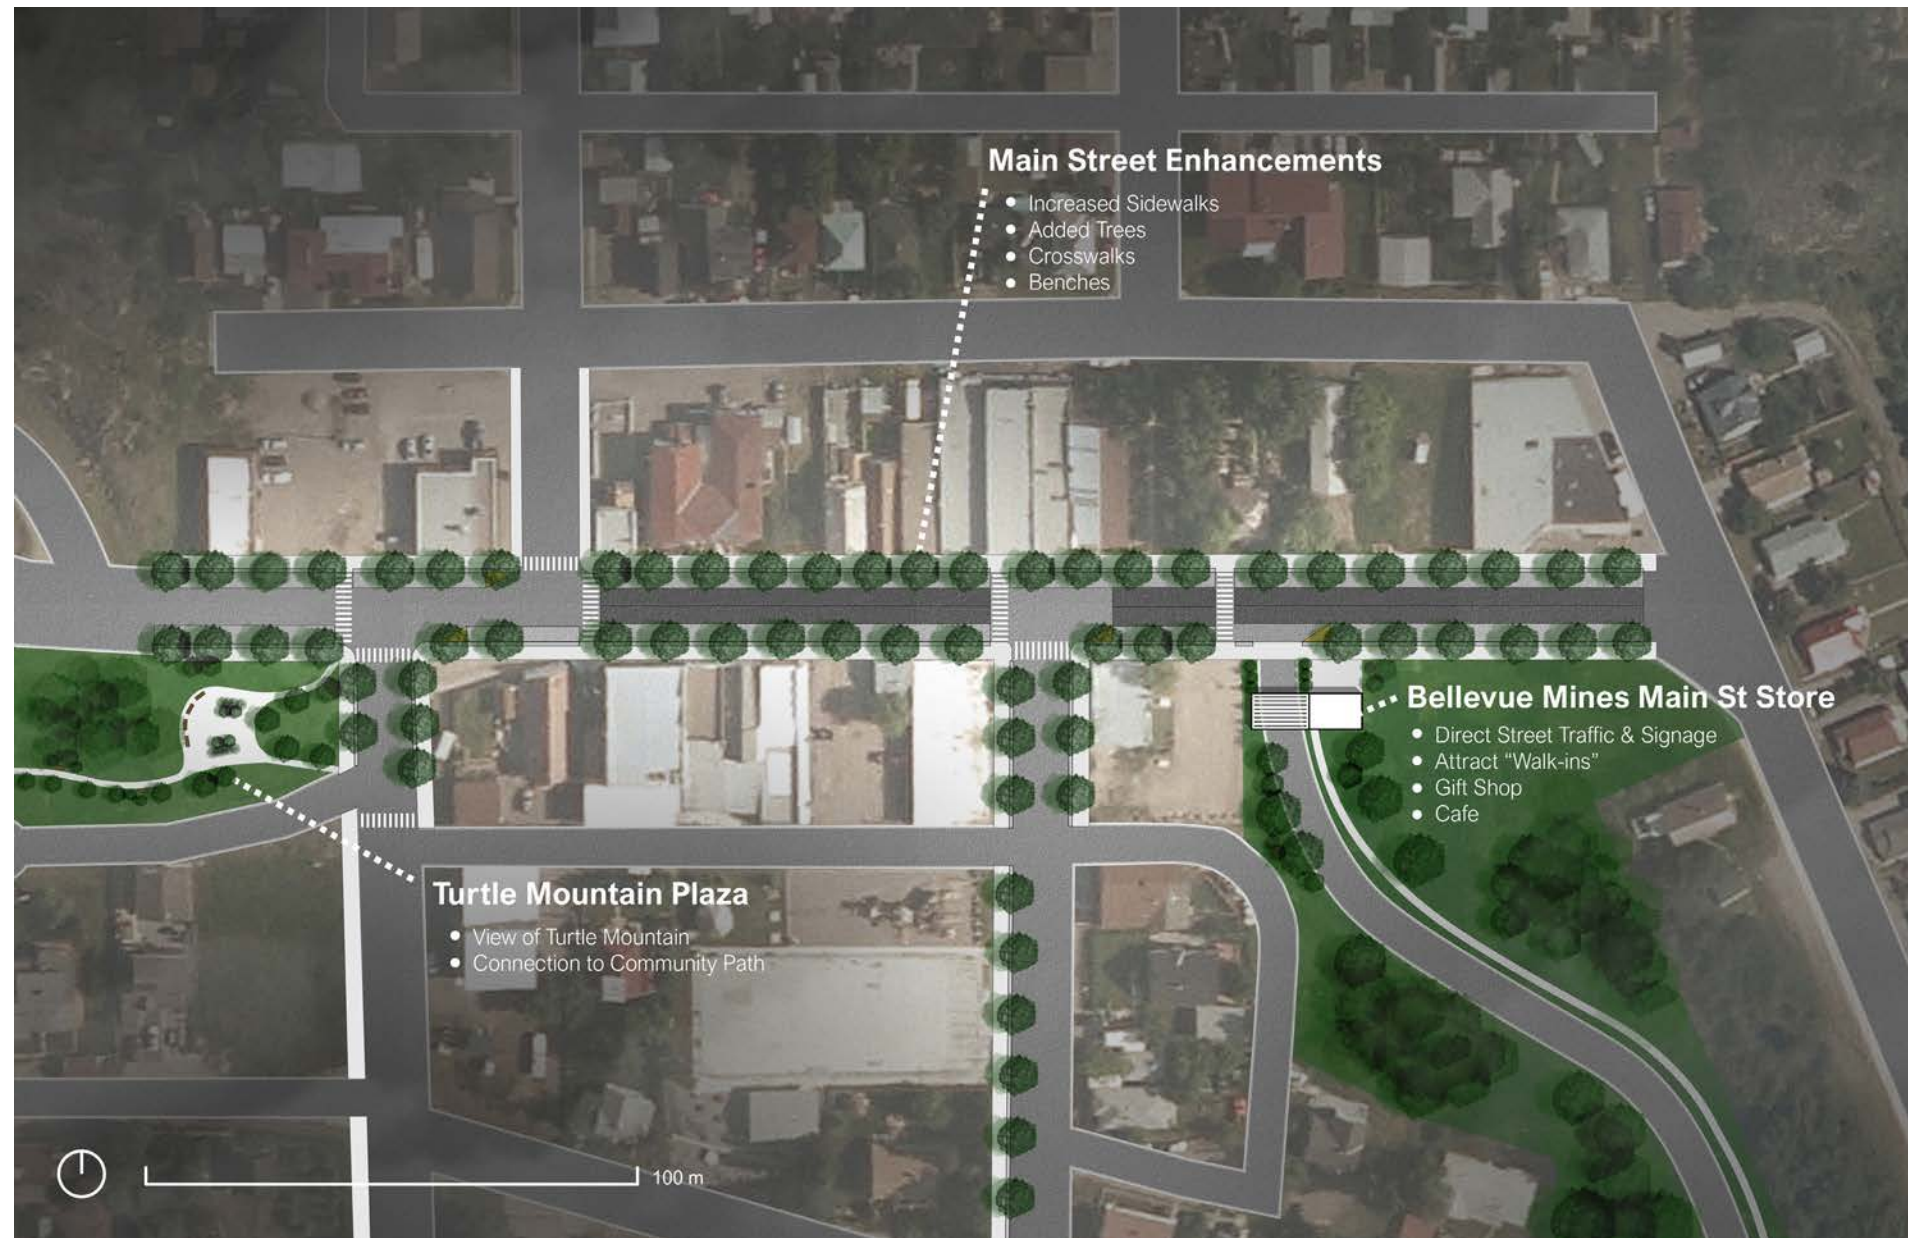 Main Street Enhancements
Increased Sidewalks
Added Trees
Crosswalks
Benches
Bellevue Mines Main St Store
Direct Street Traffic & Signage
Attract “Walk-ins”
Gift Shop
Cafe
Turtle Mountain Plaza
View of Turtle Mountain
Connection to Community Path
100 m